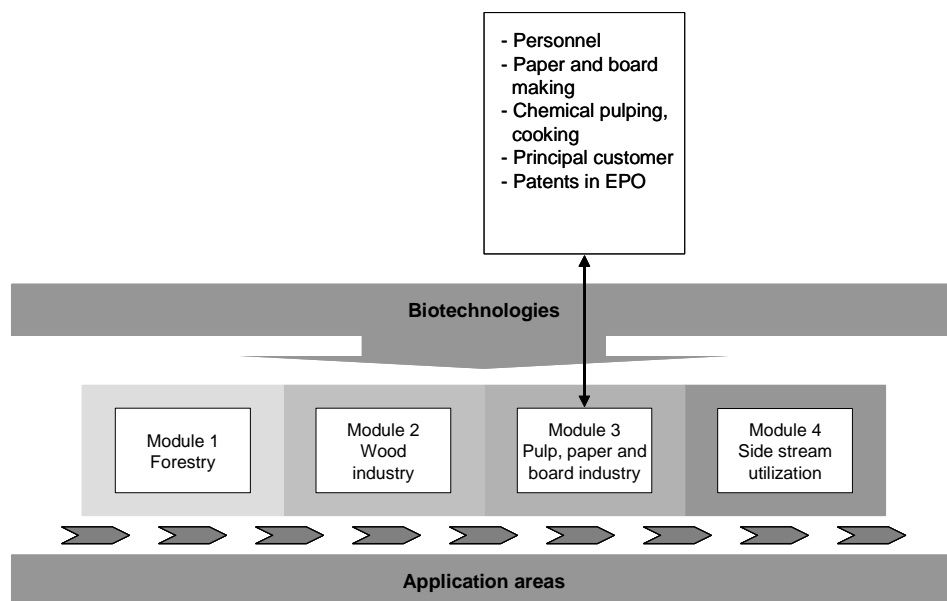 - Personnel
- Paper and board
making
- Chemical pulping,
cooking
- Principal customer
- Patents in EPO
Biotechnologies
Module 1
Forestry
Module 2
Wood
industry
Module 3
Pulp, paper and
board industry
Module 4
Side stream
utilization
Application areas